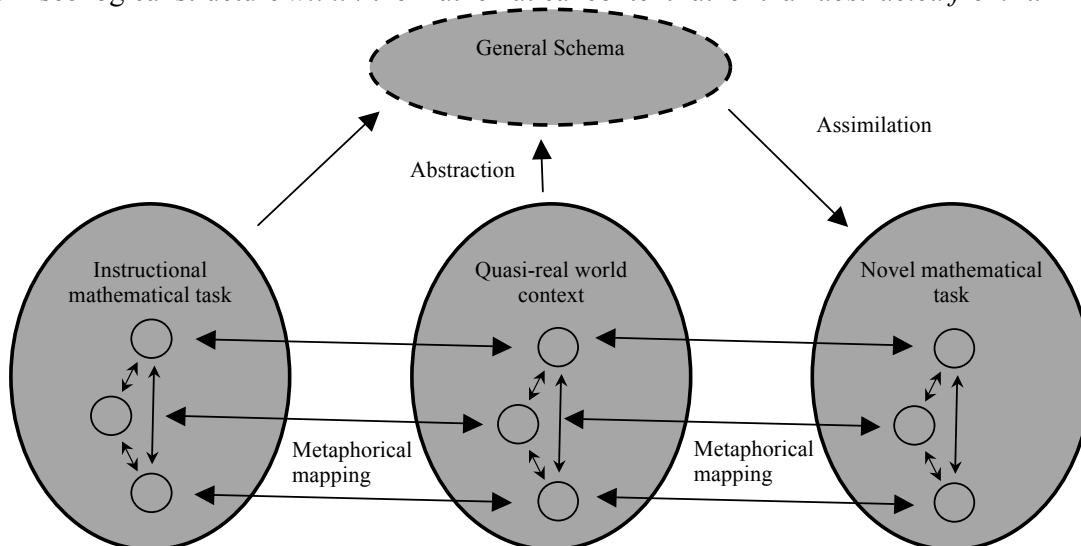 General Schema
Assimilation
Abstraction
Instructional
mathematical task
Quasi-real world
context
Novel mathematical
task
Metaphorical
mapping
Metaphorical
mapping